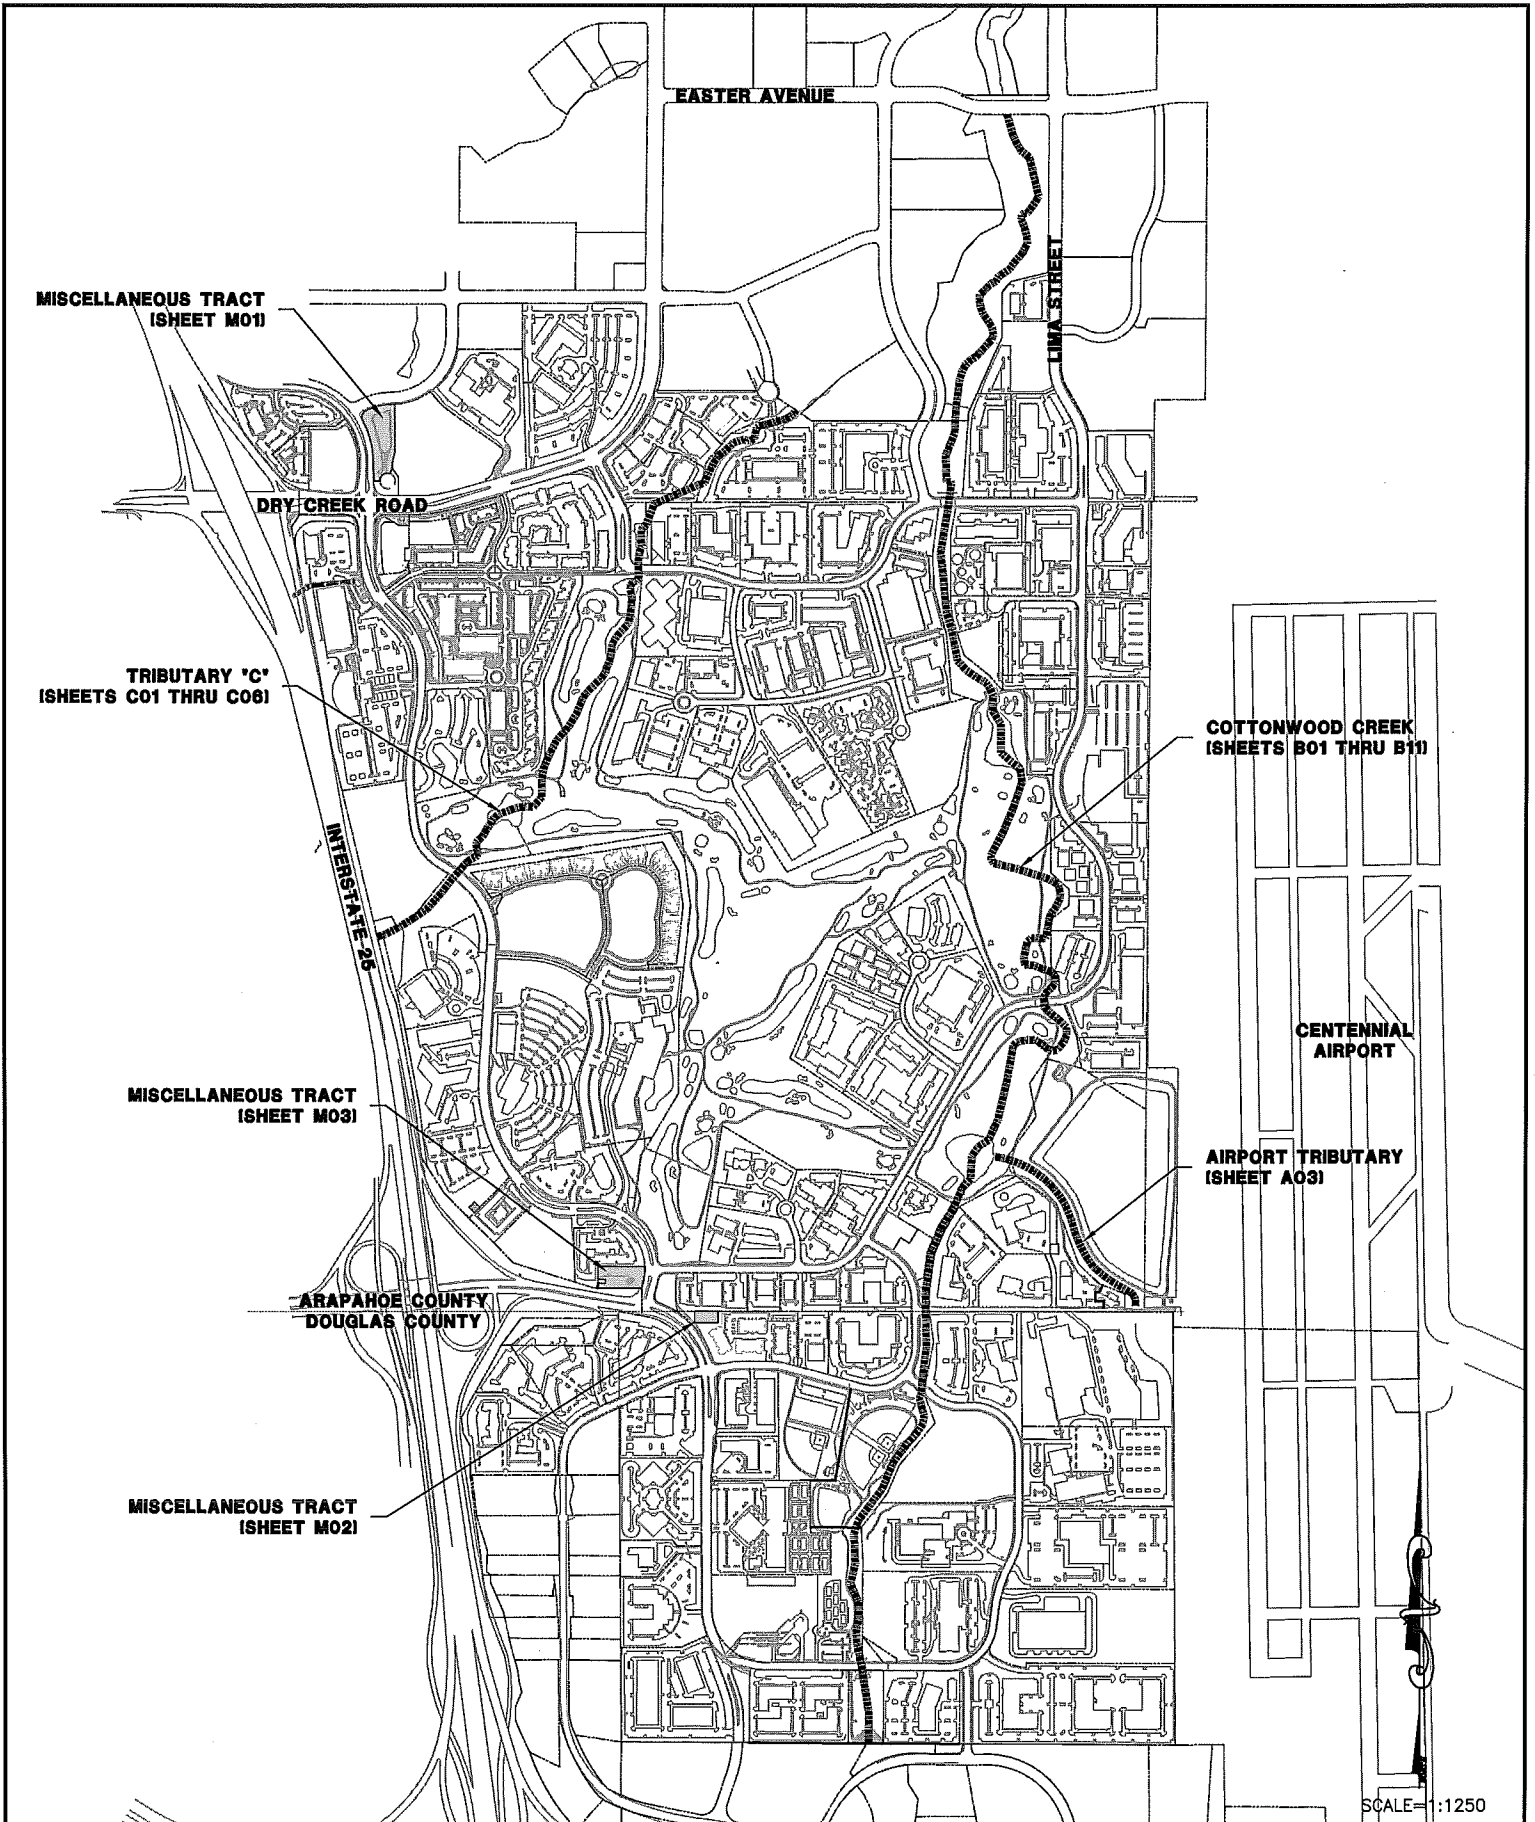 EASTER AVENUE
LIMA STREET
MISCELLANEOUS TRACT
(SHEET M01)
DRY CREEK ROAD
TRIBUTARY "C"
(SHEETS C01 THRU C06)
COTTONWOOD CREEK
(SHEETS B01 THRU B11)
INTERSTATE 25
CENTENNIAL
AIRPORT
MISCELLANEOUS TRACT
(SHEET M03)
AIRPORT TRIBUTARY
(SHEET A03)
ARAPAHOE COUNTY
DOUGLAS COUNTY
MISCELLANEOUS TRACT
(SHEET M02)
SCALE=1:1250